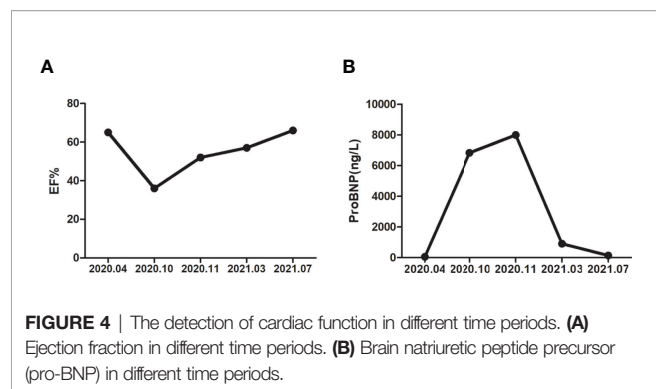 A
B
80
60
40
20
0
EF%
2020.04 2020.10 2020.11 2021.03 2021.07
10000
8000
6000
4000
2000
0
ProBNP(ng/L)
2020.04 2020.10 2020.11 2021.03 2021.07
FIGURE 4 | The detection of cardiac function in different time periods. (A)
Ejection fraction in different time periods. (B) Brain natriuretic peptide precursor
(pro-BNP) in different time periods.